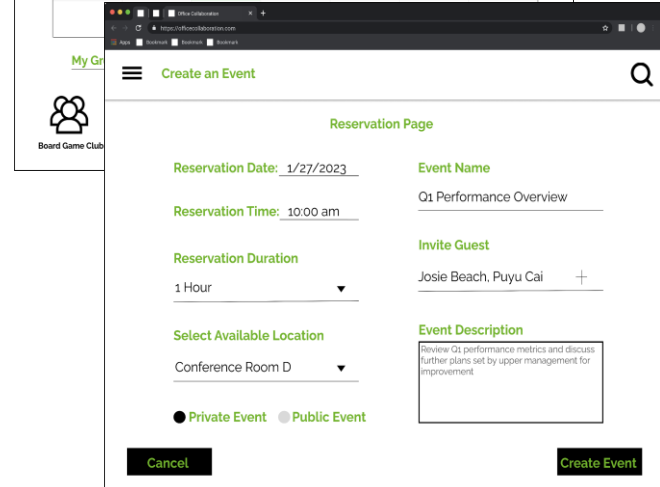 Office Collaboration
https://officecollaboration.com
Apps Bookmark Bookmark Bookmark
My Gr
Board Game Club
Create an Event
Reservation Page
Reservation Date: 1/27/2023
Reservation Time: 10:00 am
Reservation Duration
1 Hour
Select Available Location
Conference Room D
Private Event Public Event
Event Name
Q1 Performance Overview
Invite Guest
Josie Beach, Puyu Cai
Event Description
Review Q1 performance metrics and discuss
further plans set by upper management for
improvement
Cancel
Create Event